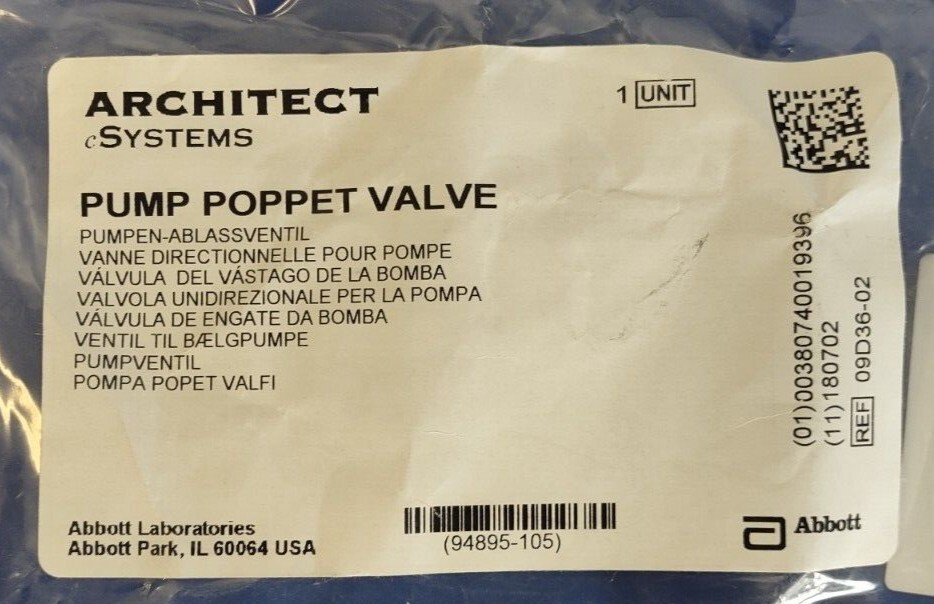 ARCHITECT
cSYSTEMS
1 UNIT
PUMP POPPET VALVE
PUMPEN-ABLASSVENTIL
VANNE DIRECTIONNELLE POUR POMPE
VÁLVULA DEL VÁSTAGO DE LA BOMBA
VALVOLA UNIDIREZIONALE PER LA POMPA
VÁLVULA DE ENGATE DA BOMBA
VENTIL TIL BÆLGPUMPE
PUMPVENTIL
POMPA POPET VALFI
(01)00380740019396
(11)180702
REF 09D36-02
Abbott Laboratories
Abbott Park, IL 60064 USA
(94895-105)
Abbott